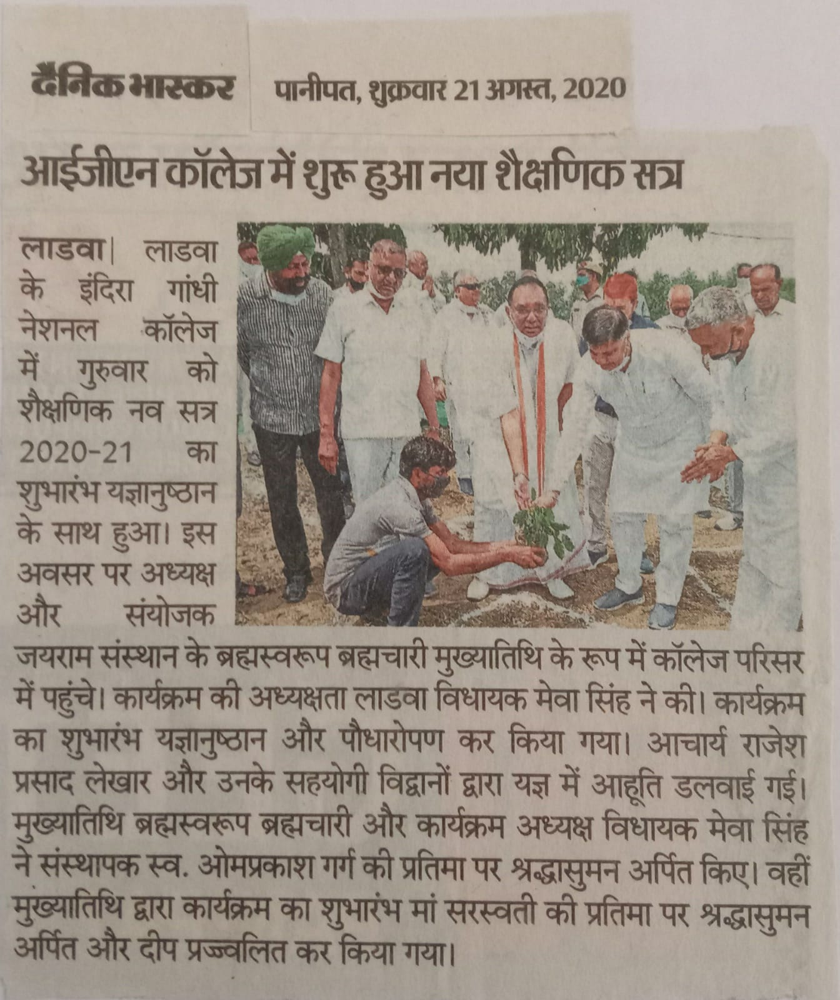 दैनिक भास्कर
पानीपत, शुक्रवार 21 अगस्त, 2020
आईजीएन कॉलेज में शुरू हुआ नया शैक्षणिक सत्र
लाडवा| लाडवा
के इंदिरा गांधी
नेशनल कॉलेज
में गुरुवार को
शैक्षणिक नव सत्र
2020-21 का
शुभारंभ यज्ञानुष्ठान
के साथ हुआ। इस
अवसर पर अध्यक्ष
और संयोजक
जयराम संस्थान के ब्रह्मस्वरूप ब्रह्मचारी मुख्यातिथि के रूप में कॉलेज परिसर
में पहुंचे। कार्यक्रम की अध्यक्षता लाडवा विधायक मेवा सिंह ने की। कार्यक्रम
का शुभारंभ यज्ञानुष्ठान और पौधारोपण कर किया गया। आचार्य राजेश
प्रसाद लेखार और उनके सहयोगी विद्वानों द्वारा यज्ञ में आहूति डलवाई गई।
मुख्यातिथि ब्रह्मस्वरूप ब्रह्मचारी और कार्यक्रम अध्यक्ष विधायक मेवा सिंह
ने संस्थापक स्व. ओमप्रकाश गर्ग की प्रतिमा पर श्रद्धासुमन अर्पित किए। वहीं
मुख्यातिथि द्वारा कार्यक्रम का शुभारंभ मां सरस्वती की प्रतिमा पर श्रद्धासुमन
अर्पित और दीप प्रज्ज्वलित कर किया गया।